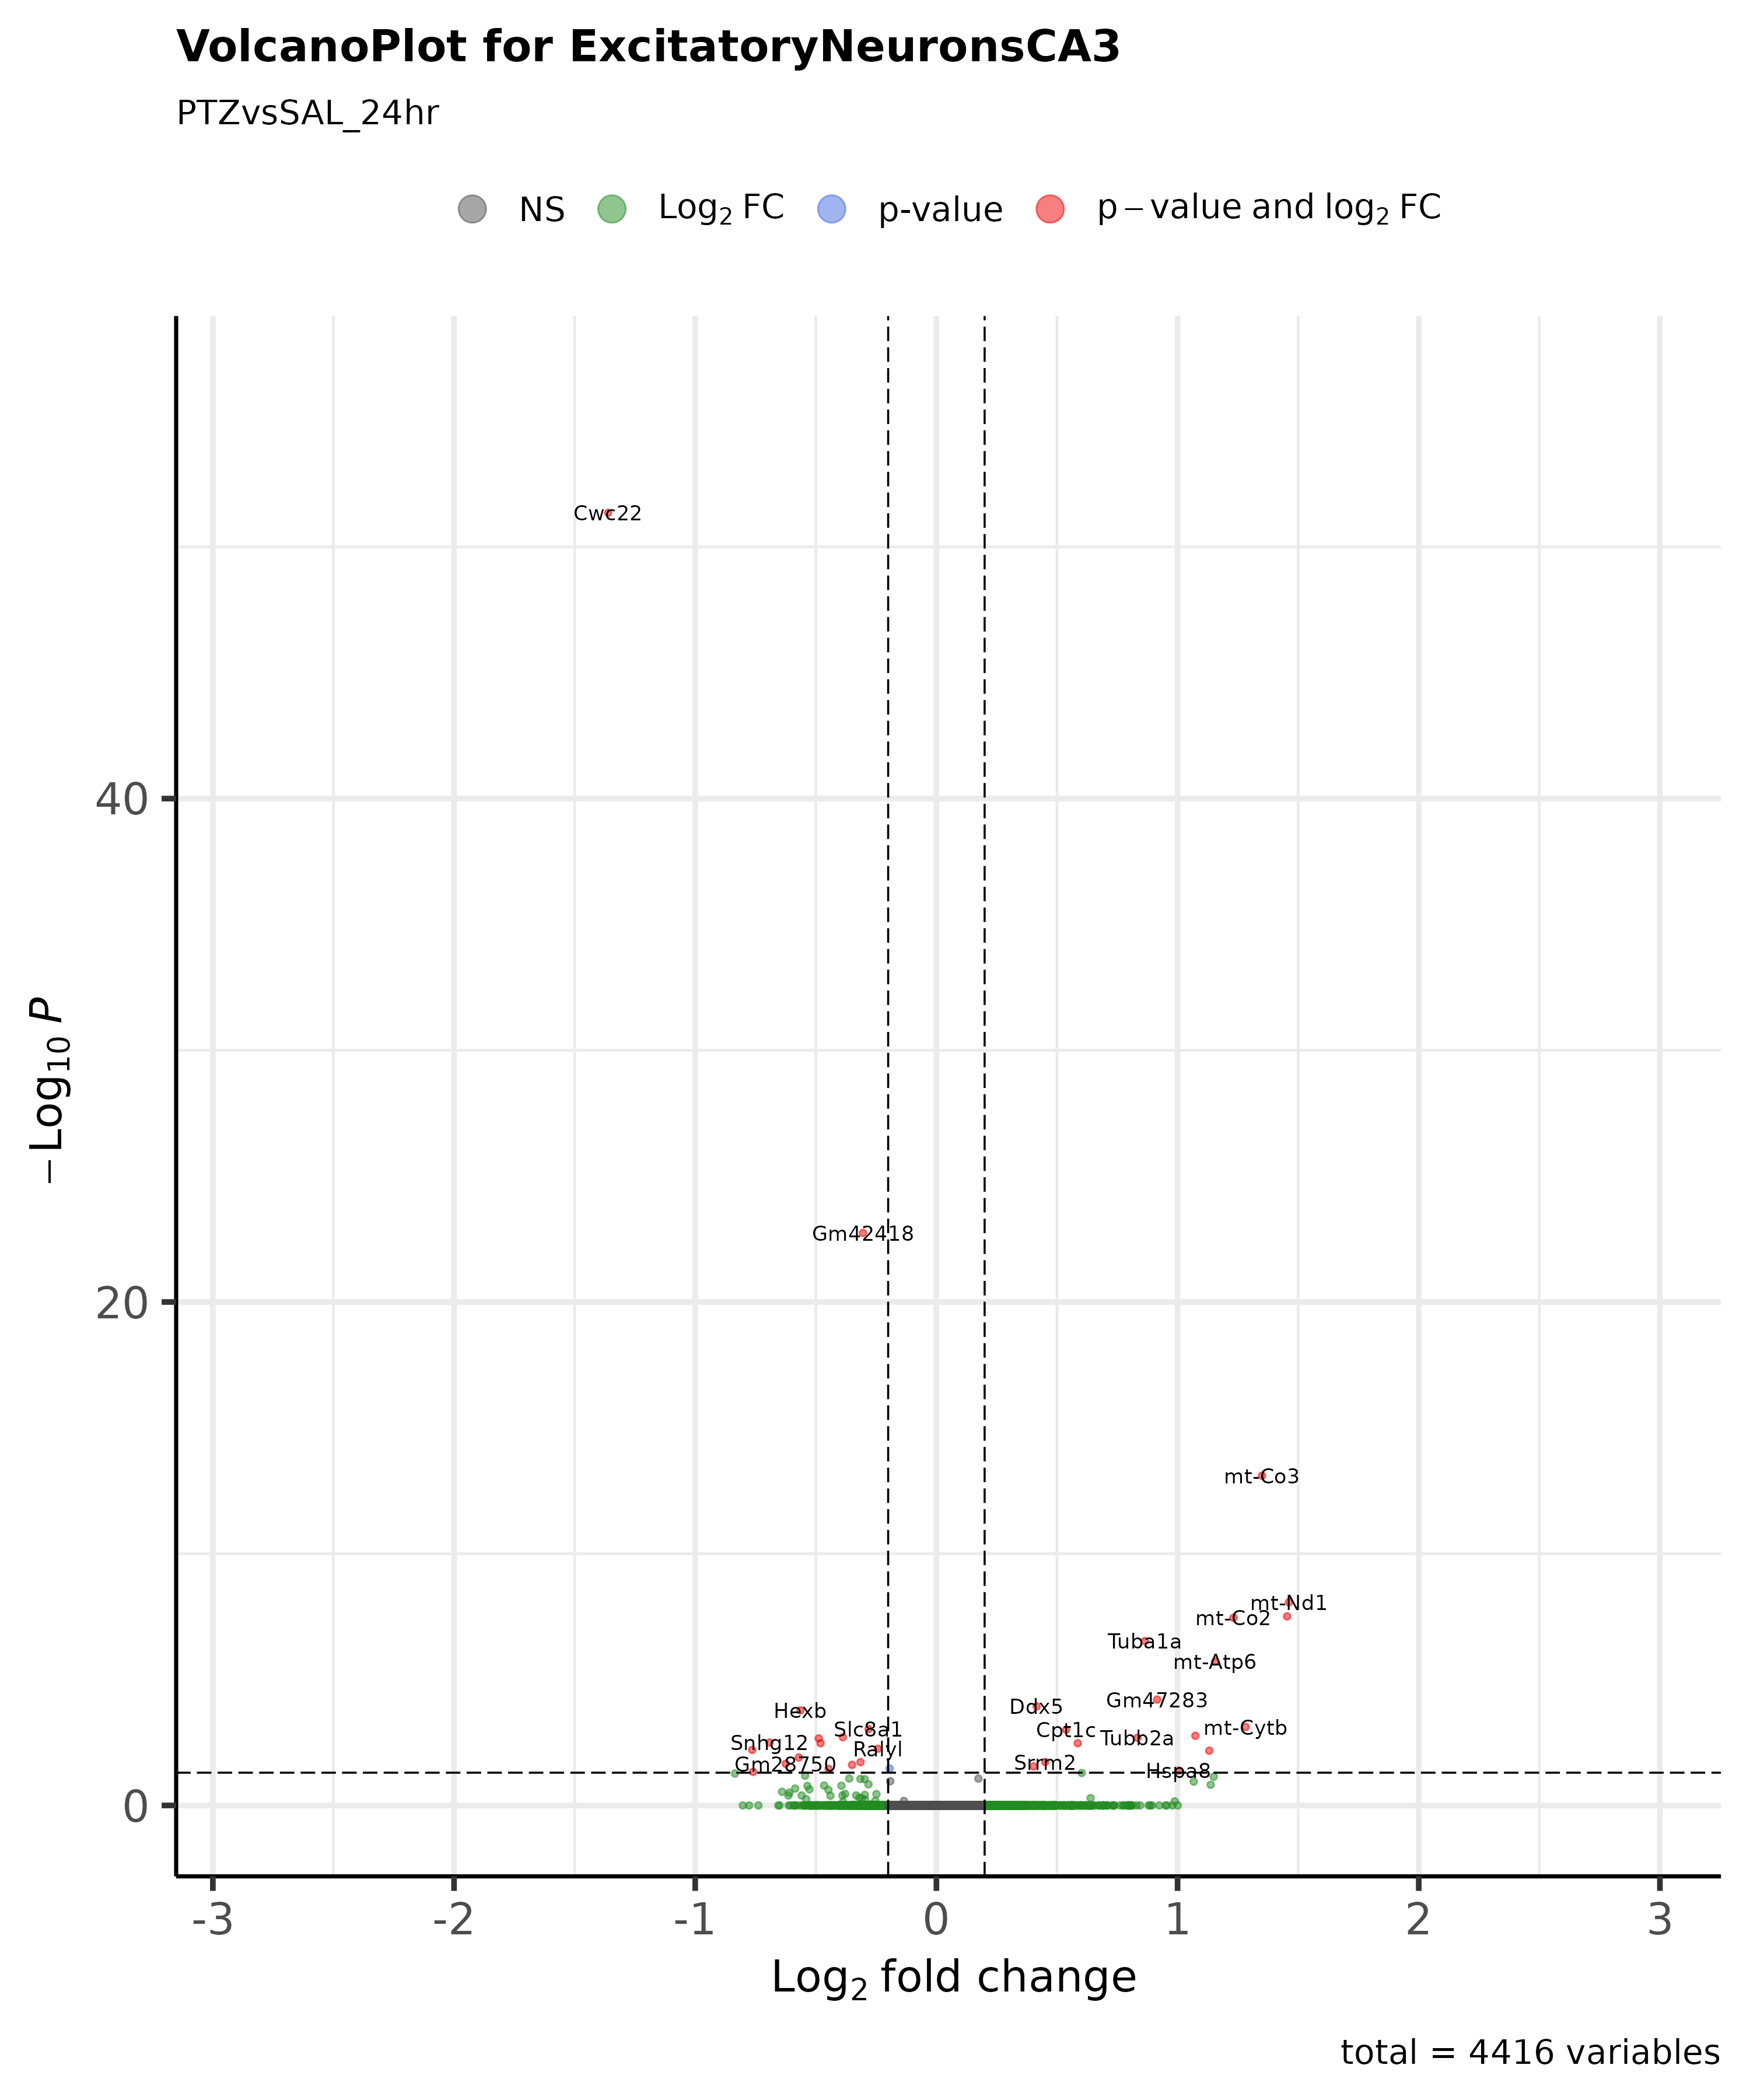 VolcanoPlot for ExcitatoryNeuronsCA3
PTZvsSAL_24hr
NS Log₂ FC p-value p – value and log₂ FC
Cwc22
40
Gm42418
20
mt-Co3
mt-Nd1
mt-Co2
Tuba1a
mt-Atp6
Gm47283
Hexb
Ddx5
Slc8a1
Cpt1c
mt-Cytb
Tubb2a
Snhg12
Ralyl
Srrm2
Gm28750
Hspa8
0
−Log₁₀ P
-3 -2 -1 0 1 2 3
Log₂ fold change
total = 4416 variables